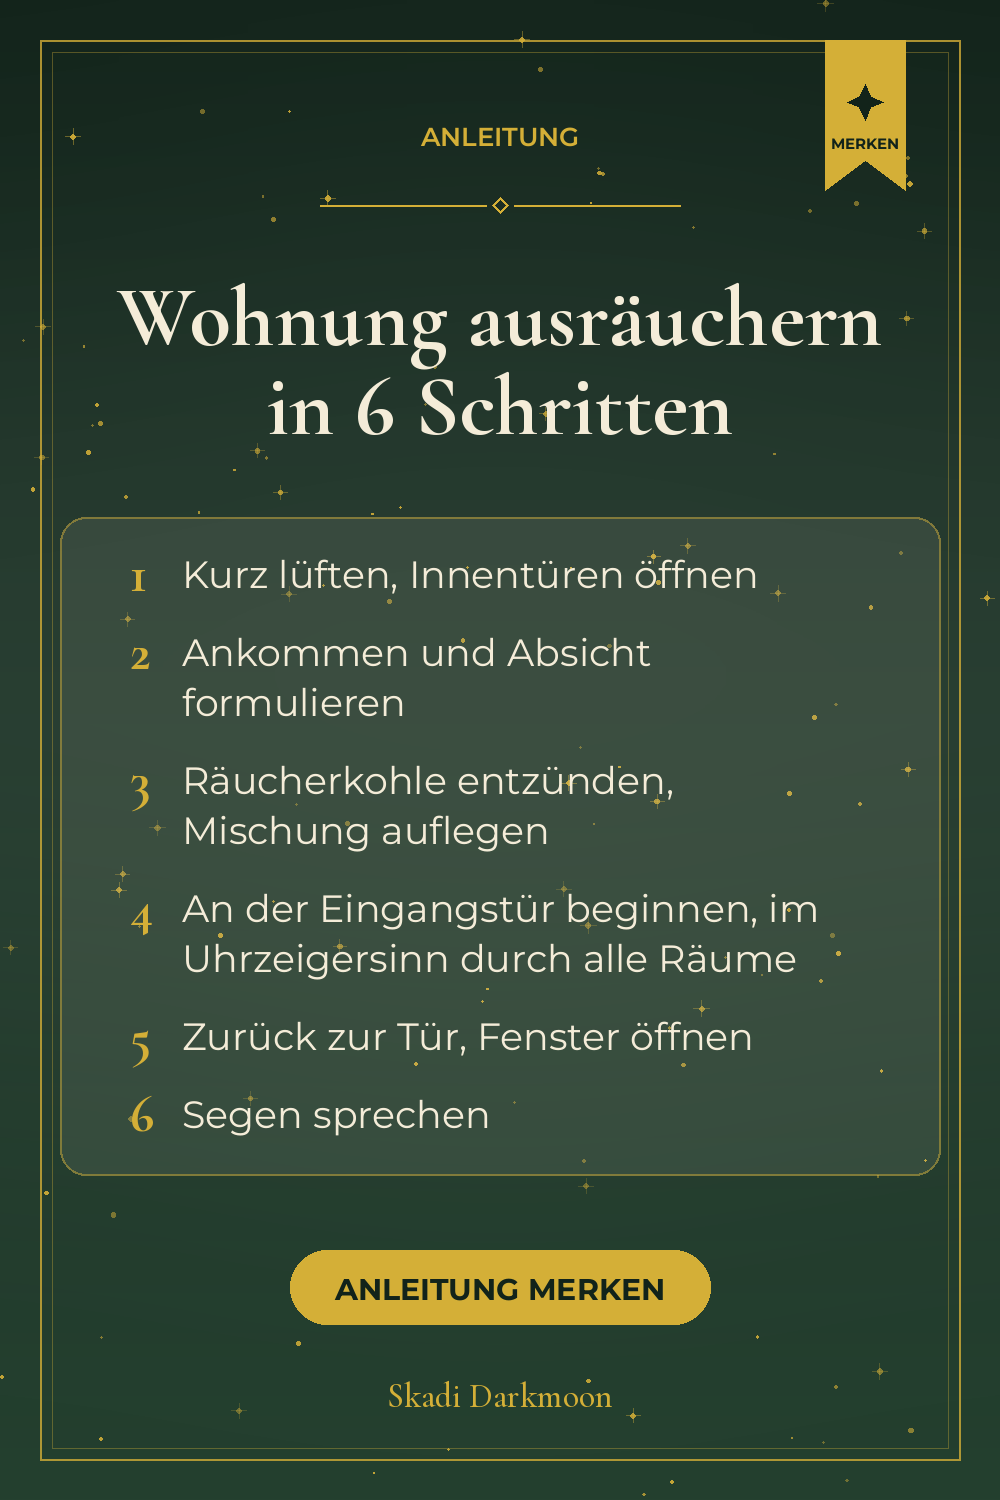 ANLEITUNG
MERKEN
Wohnung ausräuchern
in 6 Schritten
1 Kurz lüften, Innentüren öffnen
2 Ankommen und Absicht
formulieren
3 Räucherkohle entzünden,
Mischung auflegen
4 An der Eingangstür beginnen, im
Uhrzeigersinn durch alle Räume
5 Zurück zur Tür, Fenster öffnen
6 Segen sprechen
ANLEITUNG MERKEN
Skadi Darkmoon